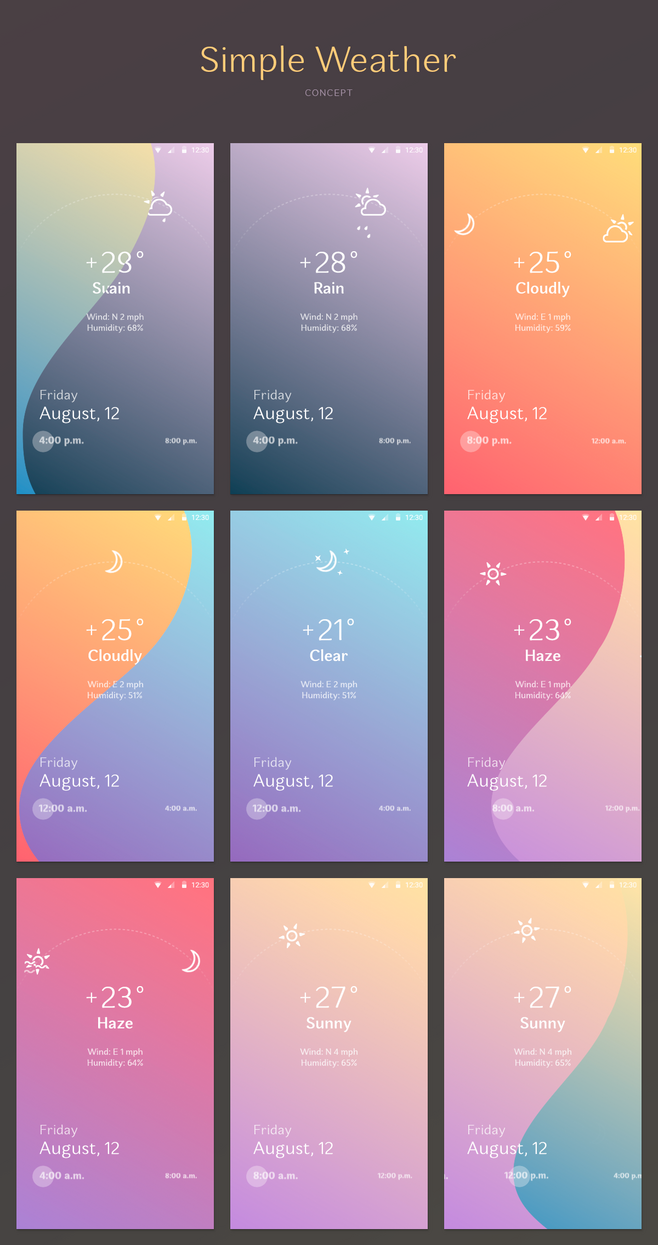 Simple Weather
CONCEPT
12:30
+28°
Wind: N 2 mph
Humidity: 68%
Friday
August, 12
4:00 p.m.
8:00 p.m.
12:30
+28°
Rain
Wind: N 2 mph
Humidity: 68%
Friday
August, 12
4:00 p.m.
8:00 p.m.
12:30
+25°
Cloudly
Wind: E 1 mph
Humidity: 59%
Friday
August, 12
8:00 p.m.
12:00 a.m.
12:30
+25°
Cloudly
Wind: E 2 mph
Humidity: 51%
Friday
August, 12
12:00 a.m.
4:00 a.m.
12:30
+21°
Clear
Wind: E 2 mph
Humidity: 51%
Friday
August, 12
12:00 a.m.
4:00 a.m.
12:30
+23°
Haze
Wind: E 1 mph
Humidity: 64%
Friday
August, 12
8:00 a.m.
12:00 p.m.
12:30
+23°
Haze
Wind: E 1 mph
Humidity: 64%
Friday
August, 12
4:00 a.m.
8:00 a.m.
12:30
+27°
Sunny
Wind: N 4 mph
Humidity: 65%
Friday
August, 12
8:00 a.m.
12:00 p.m.
12:30
+27°
Sunny
Wind: N 4 mph
Humidity: 65%
Friday
August, 12
12:00 p.m.
4:00 p.m